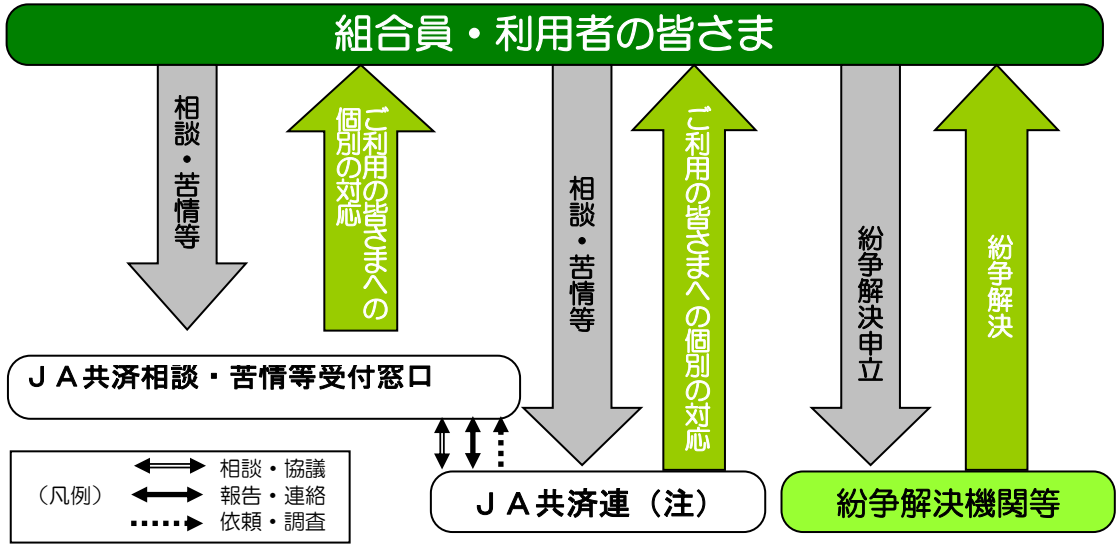 組合員・利用者の皆さま
相談・苦情等
ご利用の皆さまへの
個別の対応
相談・苦情等
ご利用の皆さまへの個別の対応
紛争解決申立
紛争解決
ＪＡ共済相談・苦情等受付窓口
ＪＡ共済連（注）
紛争解決機関等
（凡例）
相談・協議
報告・連絡
依頼・調査